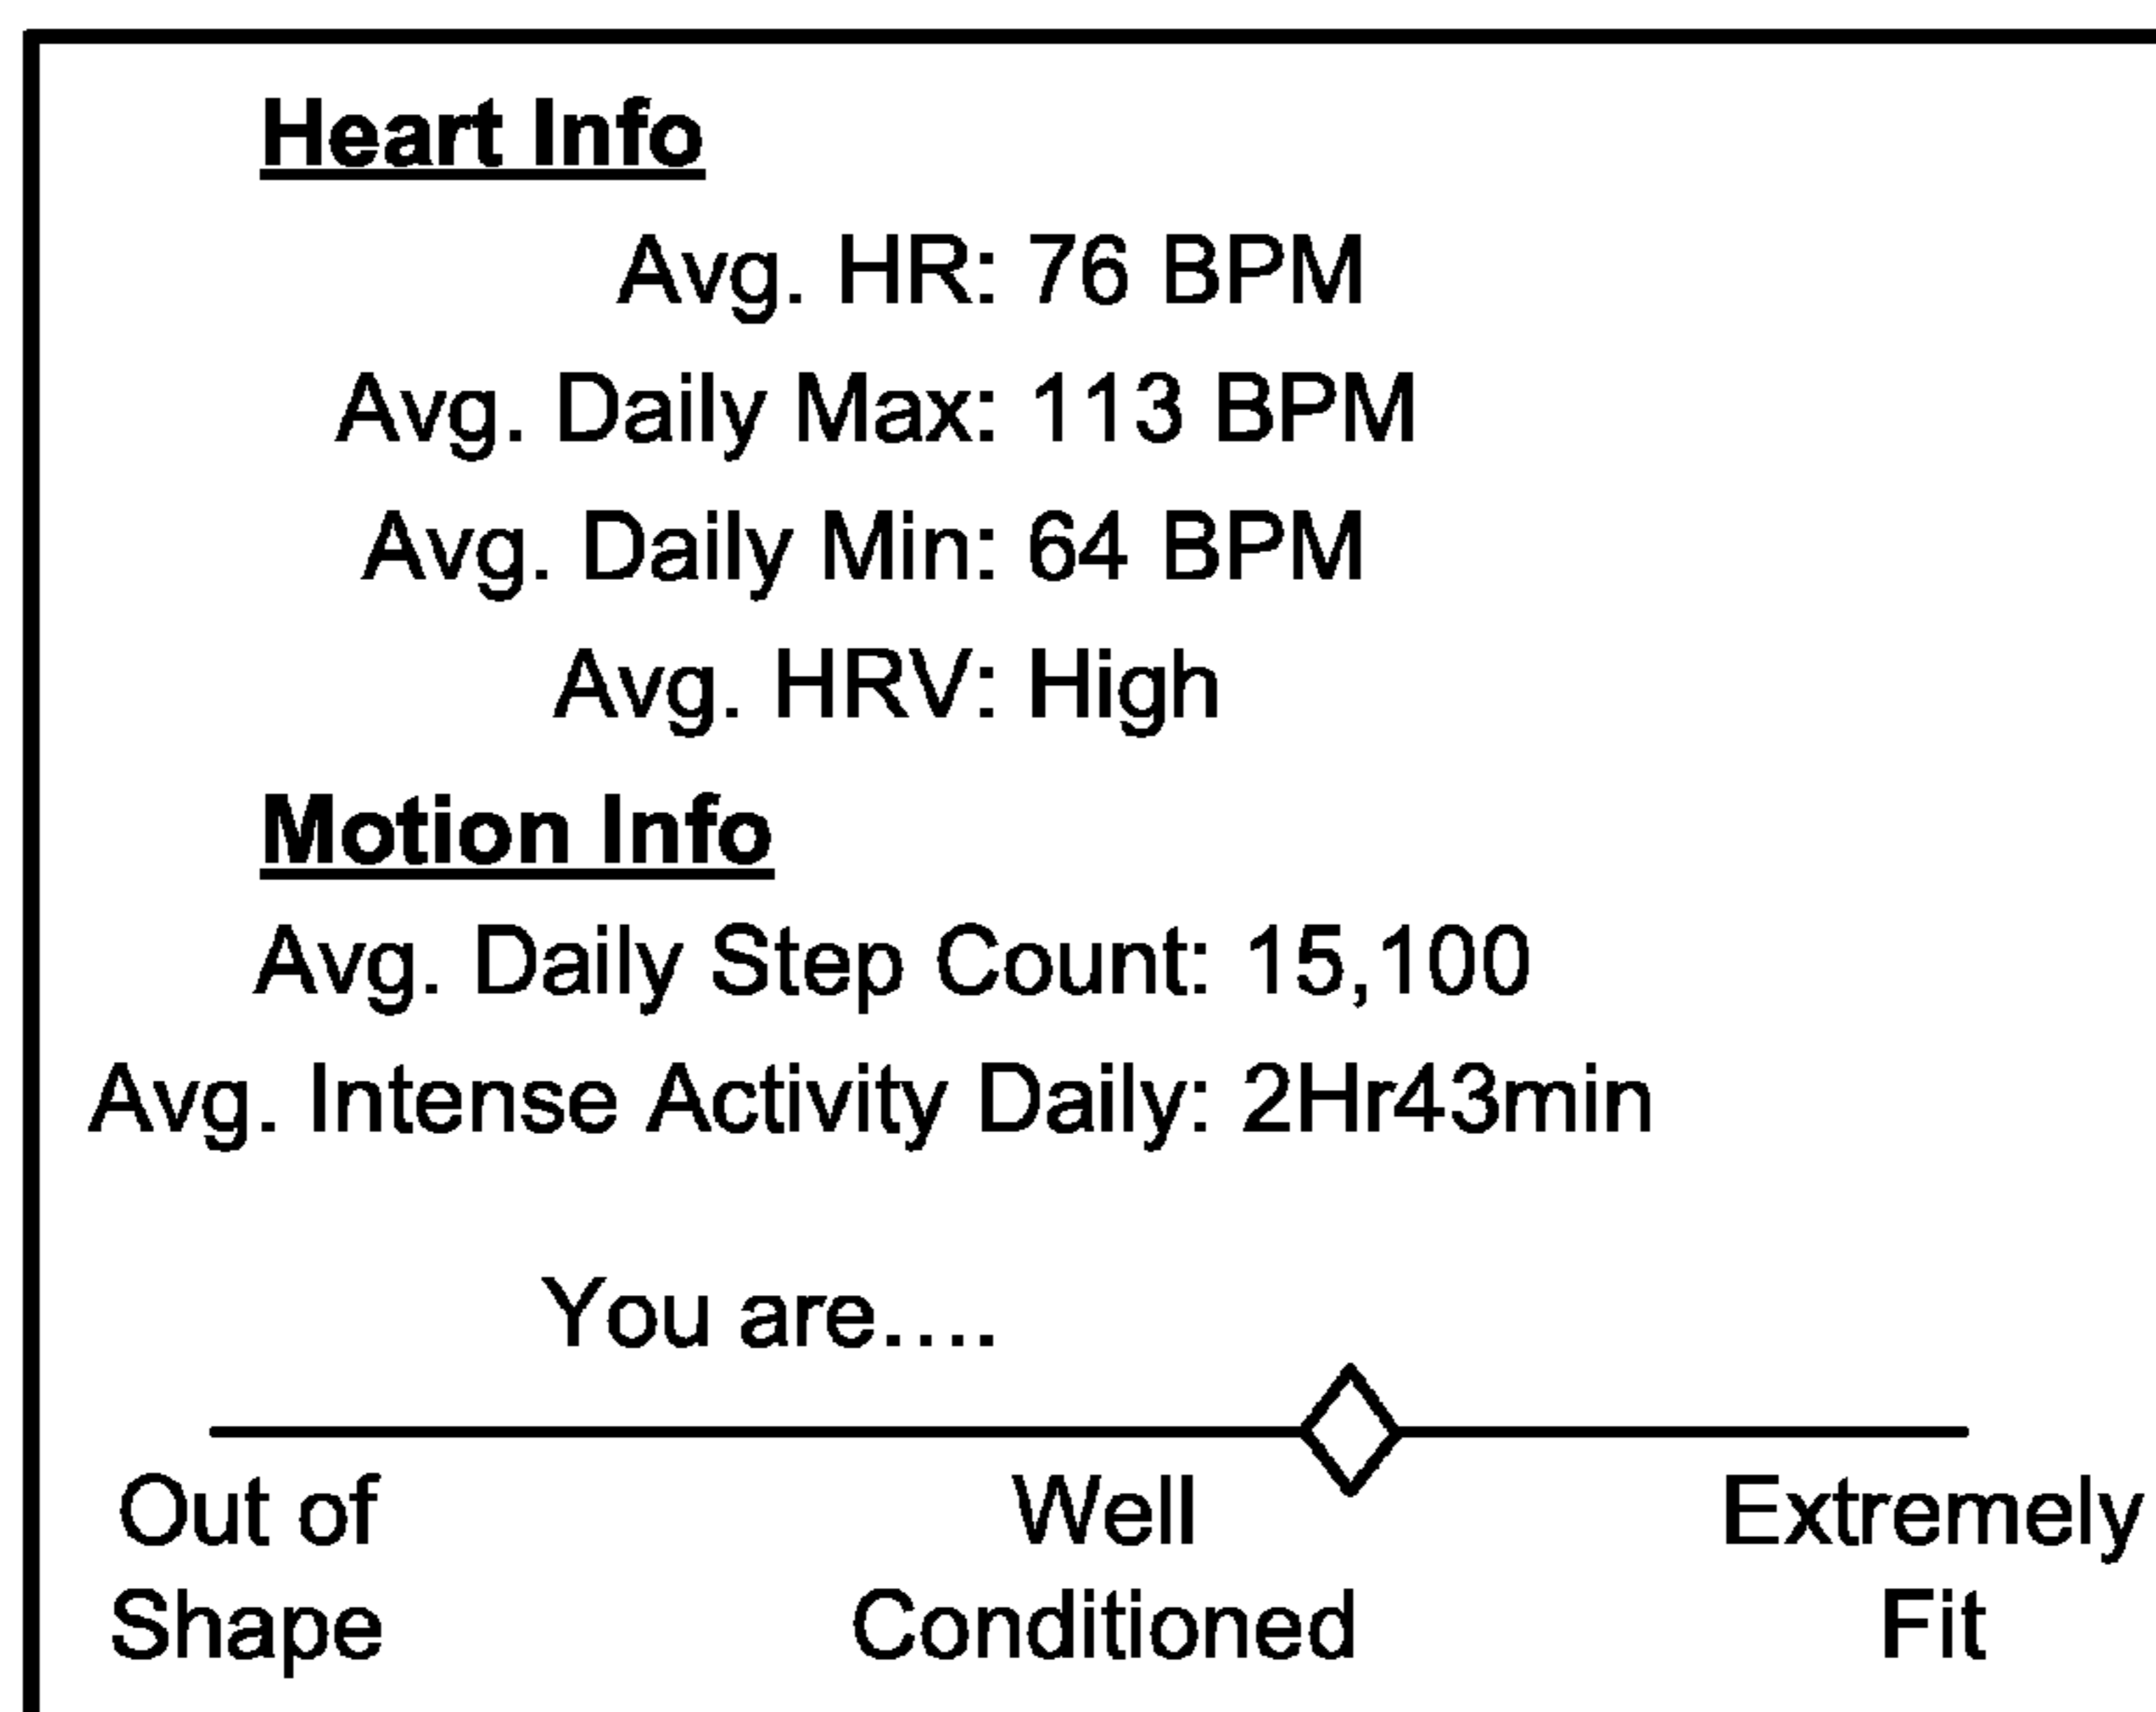 Heart Info
Avg. HR: 76 BPM
Avg. Daily Max: 113 BPM
Avg. Daily Min: 64 BPM
Avg. HRV: High
Motion Info
Avg. Daily Step Count: 15,100
Avg. Intense Activity Daily: 2Hr43min
You are....
Out of Shape
Well Conditioned
Extremely Fit